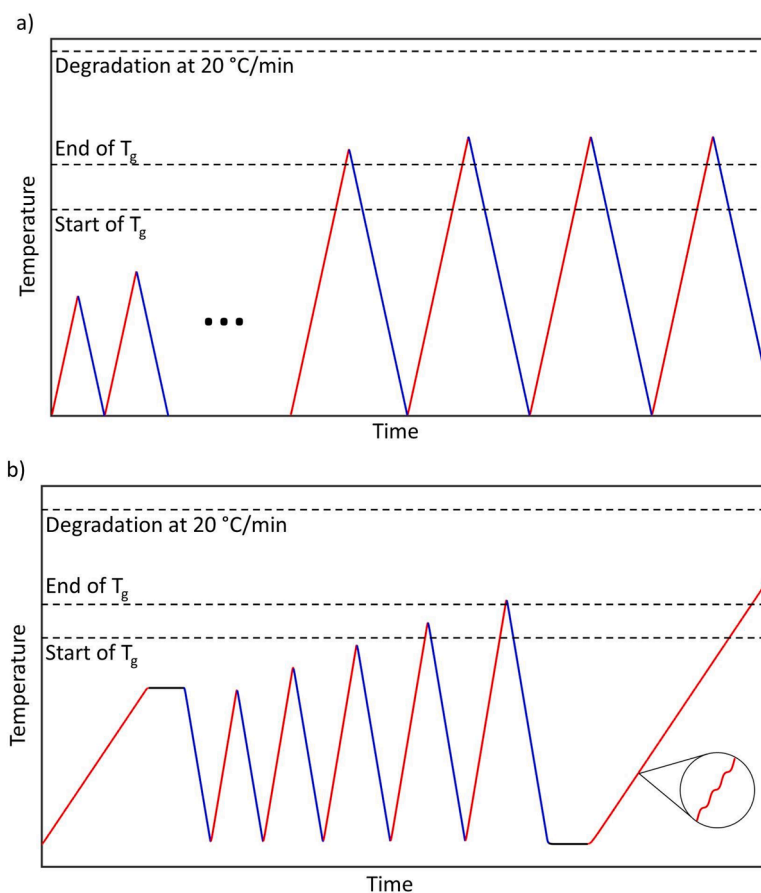 a)
Degradation at 20 °C/min
End of Tg
Start of Tg
Temperature
Time
b)
Degradation at 20 °C/min
End of Tg
Start of Tg
Temperature
Time